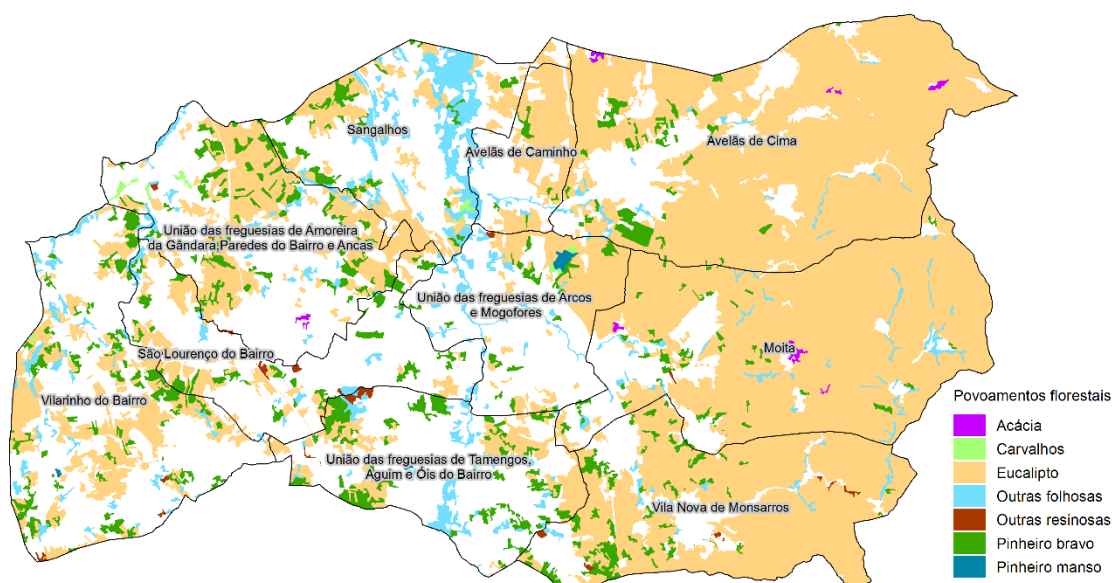 Sangalhos
Avelãs de Caminho
Avelãs de Cima
União das freguesias de Amoreira
da Gândara,Paredes do Bairro e Ancas
União das freguesias de Arcos
e Mogofores
São Lourenço do Bairro
Moita
Vilarinho do Bairro
União das freguesias de Tamengos,
Aguim e Óis do Bairro
Vila Nova de Monsarros
Povoamentos florestais
Acácia
Carvalhos
Eucalipto
Outras folhosas
Outras resinosas
Pinheiro bravo
Pinheiro manso